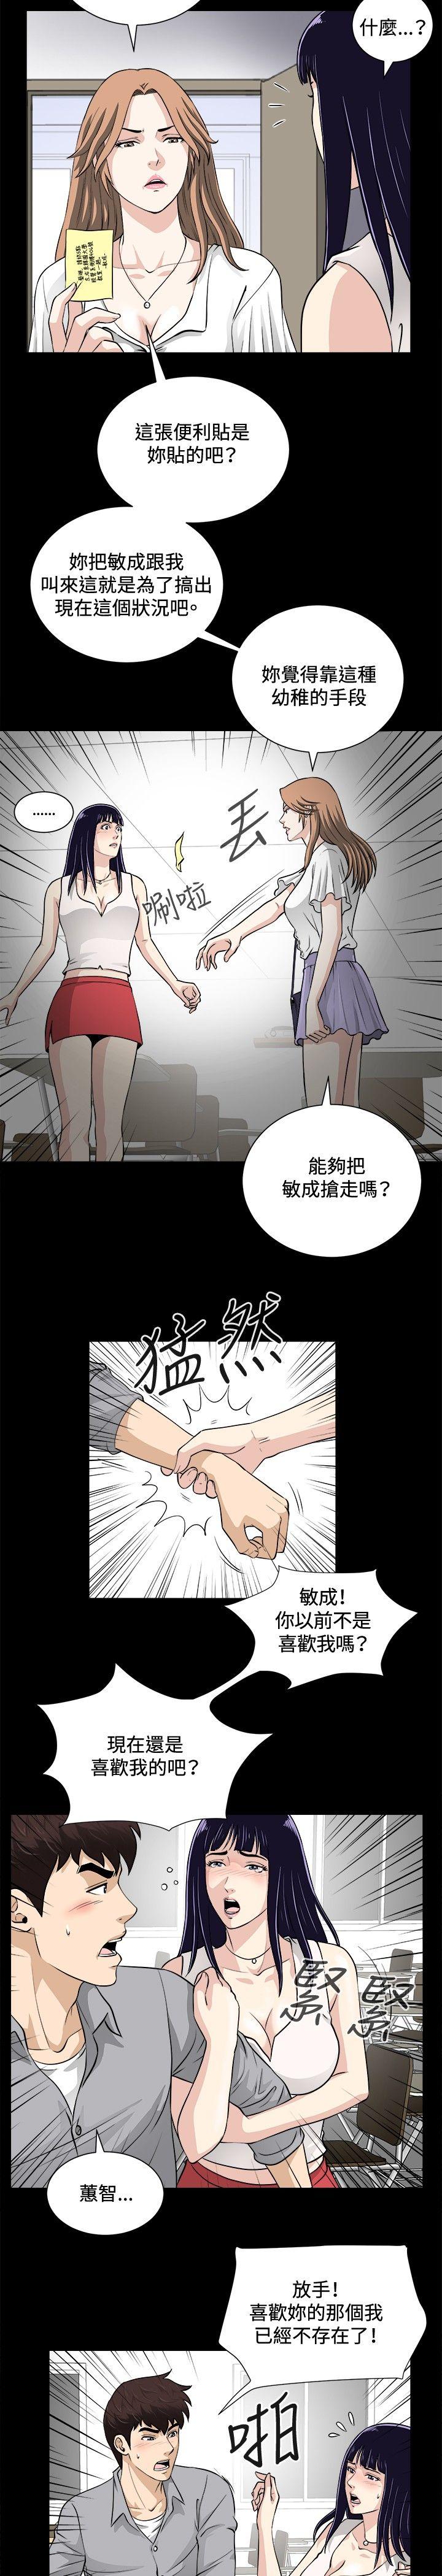 什麼…？
這張便利貼是
妳貼的吧？
妳把敏成跟我
叫來這就是為了搞出
現在這個狀況吧。
妳覺得靠這種
幼稚的手段
……
丟
唰啦
能夠把
敏成搶走嗎？
猛然
敏成！
你以前不是
喜歡我嗎？
現在還是
喜歡我的吧？
緊緊
蕙智…
放手！
喜歡妳的那個我
已經不存在了！
啪